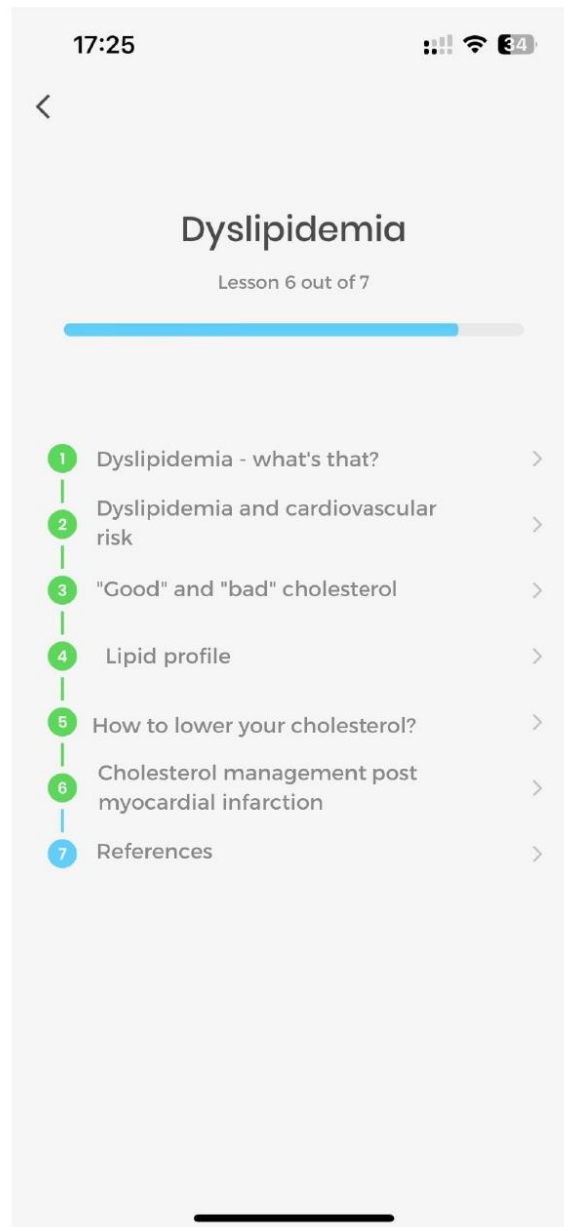 17:25
34
Dyslipidemia
Lesson 6 out of 7
1 Dyslipidemia - what's that?
2 Dyslipidemia and cardiovascular
risk
3 "Good" and "bad" cholesterol
4 Lipid profile
5 How to lower your cholesterol?
6 Cholesterol management post
myocardial infarction
7 References